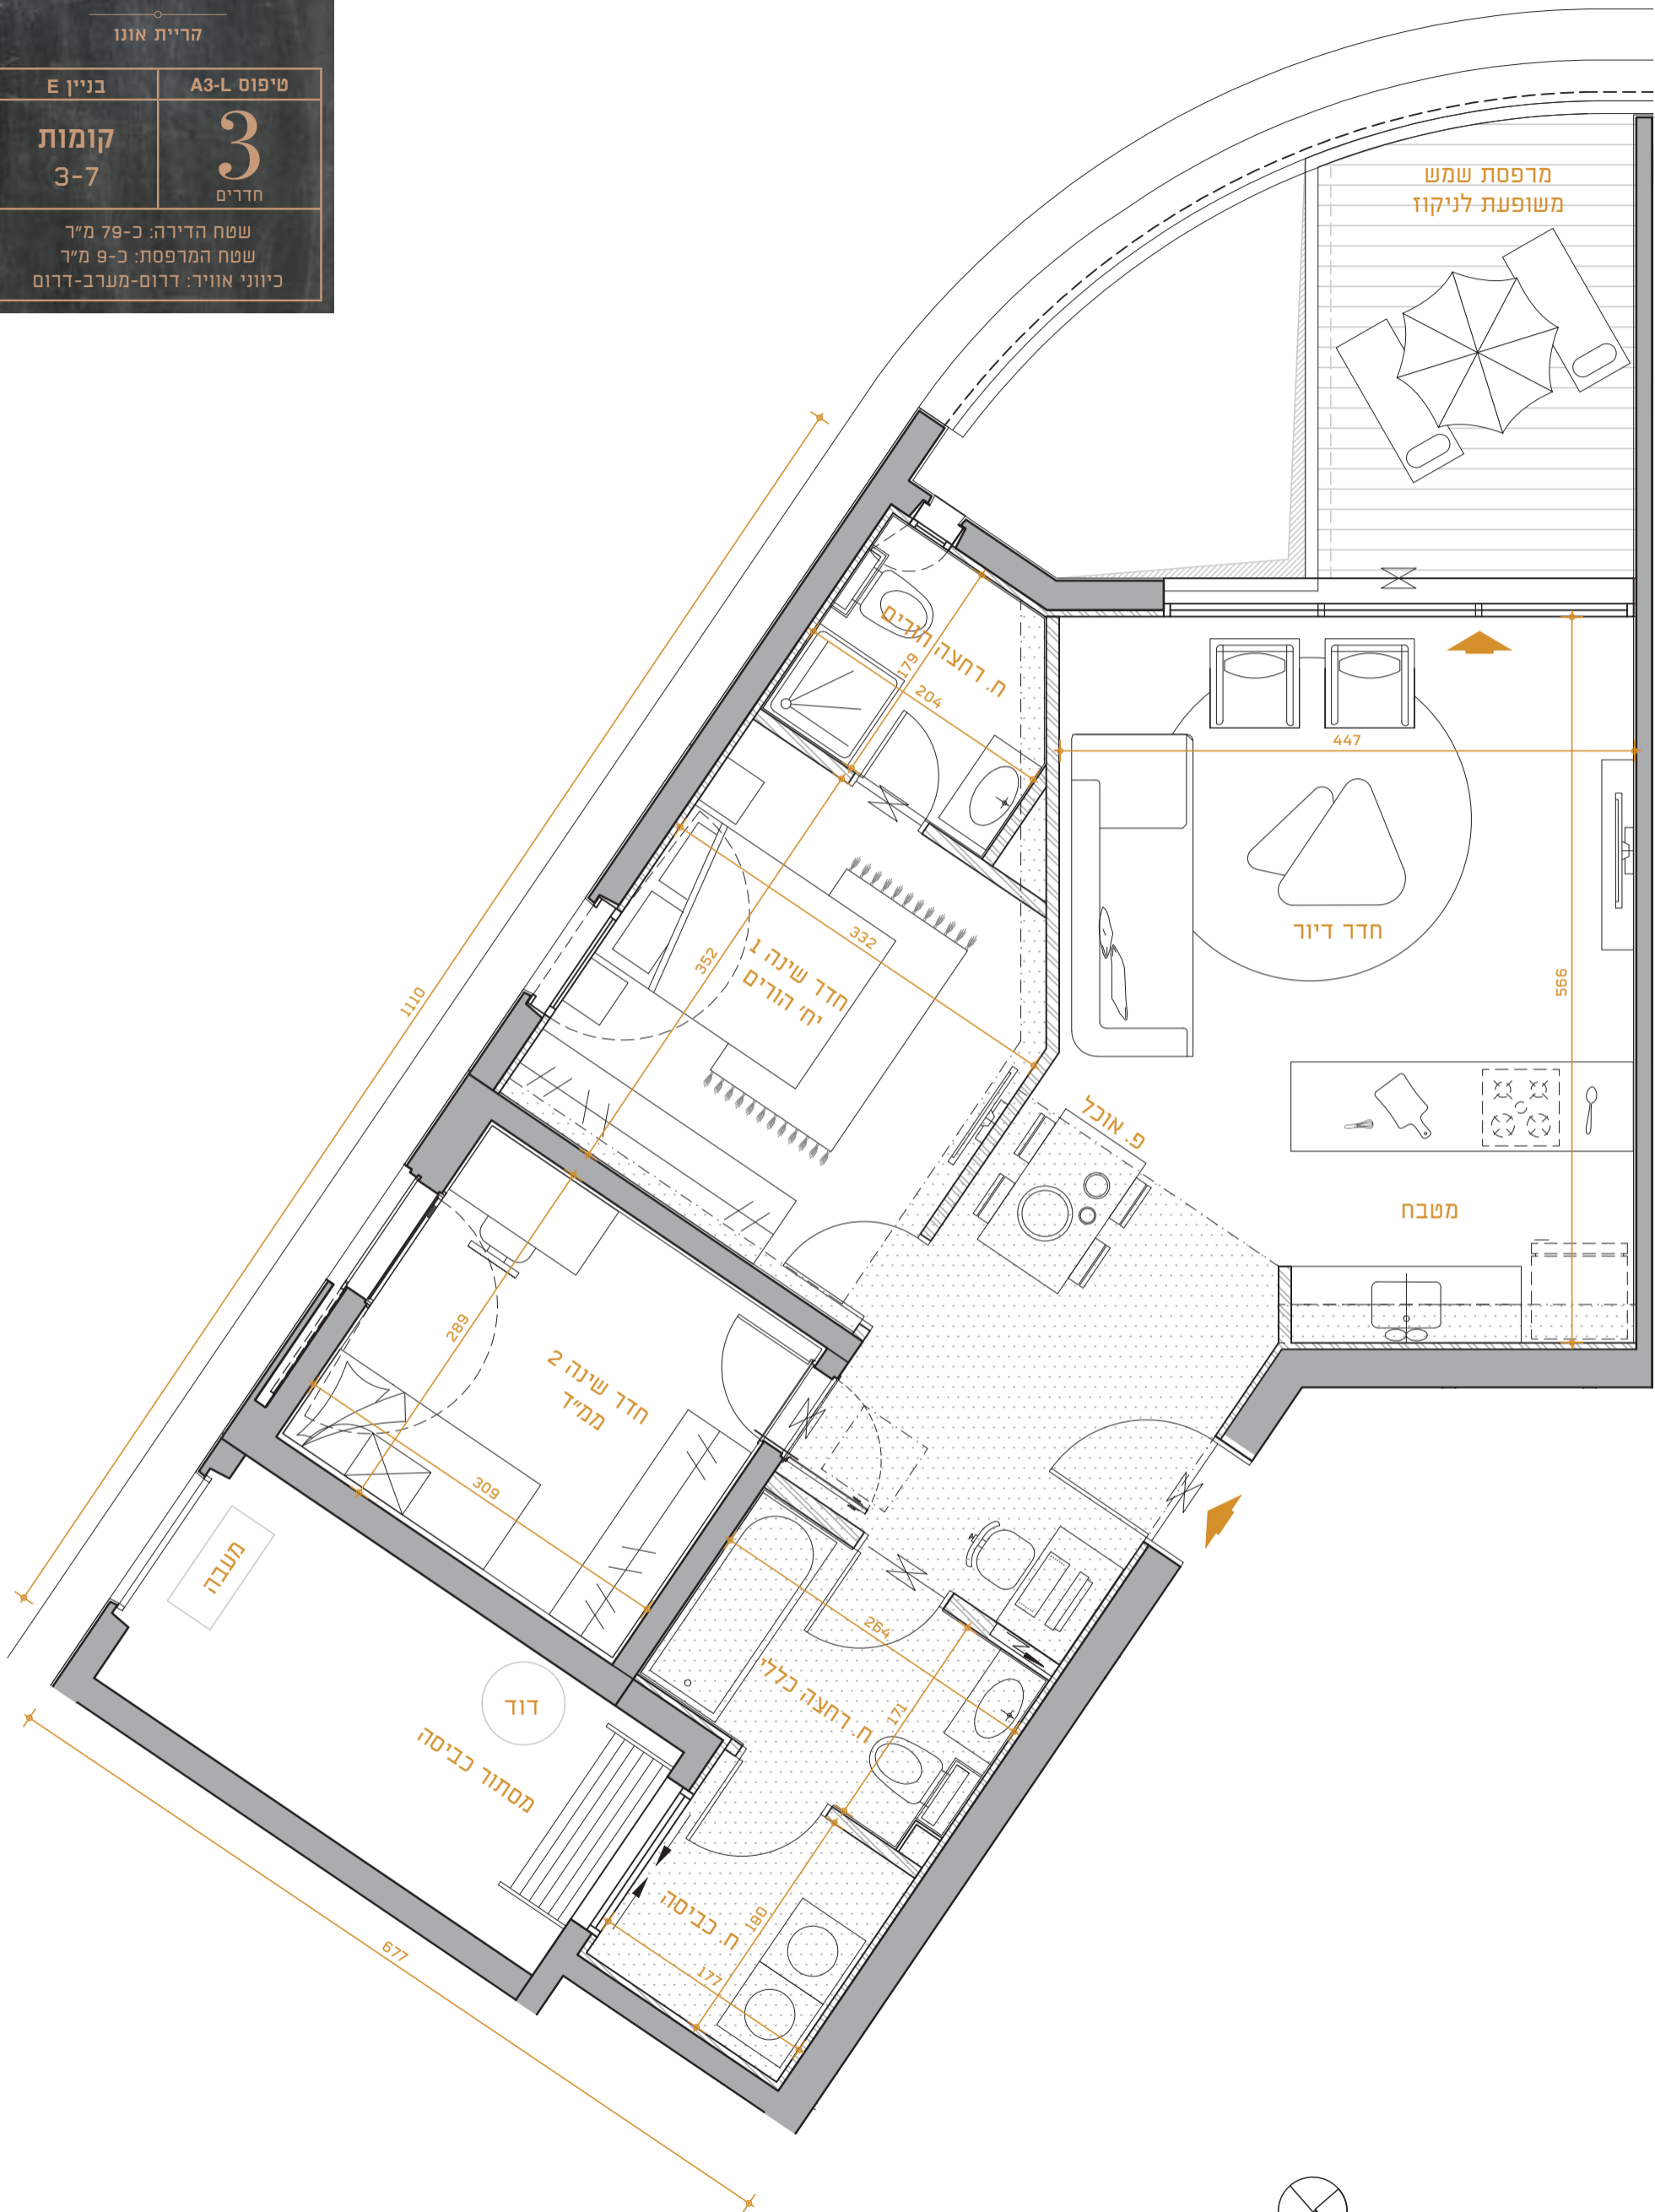 קריית אונו
טיפוס A3-L
בניין E
3
חדרים
קומות
3-7
שטח הדירה: כ-79 מ״ר
שטח המרפסת: כ-9 מ״ר
כיווני אוויר: דרום-מערב-דרום
מרפסת שמש
משופעת לניקוז
ח. רחצה הורים
179
204
447
חדר דיור
566
332
352
חדר שינה 1
יח׳ הורים
1110
פ. אוכל
מטבח
289
חדר שינה 2
ממ״ד
309
מעבה
264
171
ח. רחצה כללי
דוד
מסתור כביסה
ח. כביסה
190
177
677